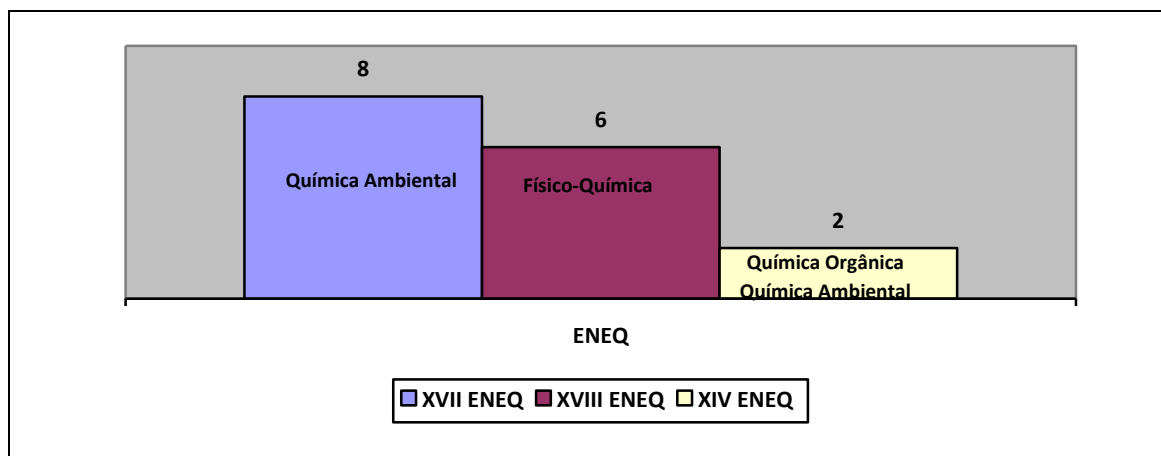 8
6
Química Ambiental
Físico-Química
2
Química Orgânica
Química Ambiental
ENEQ
XVII ENEQ XVIII ENEQ XIV ENEQ